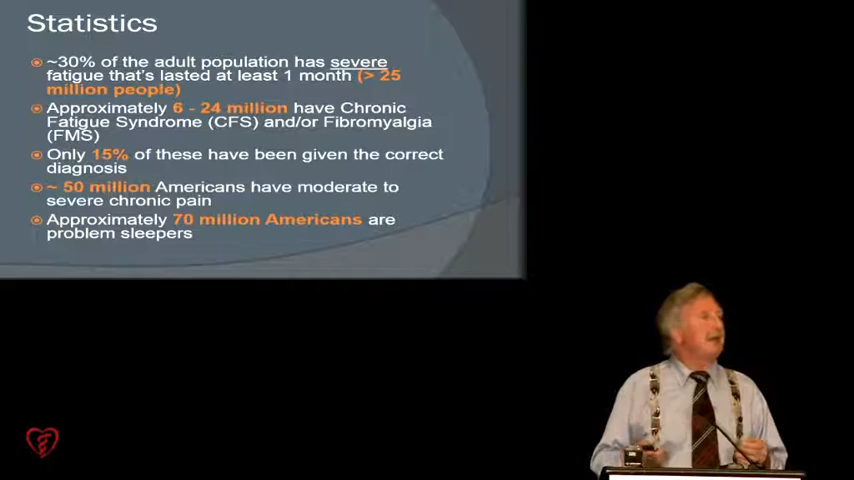 Statistics
~30% of the adult population has severe
fatigue that's lasted at least 1 month (> 25
million people)
Approximately 6 - 24 million have Chronic
Fatigue Syndrome (CFS) and/or Fibromyalgia
(FMS)
Only 15% of these have been given the correct
diagnosis
~ 50 million Americans have moderate to
severe chronic pain
Approximately 70 million Americans are
problem sleepers